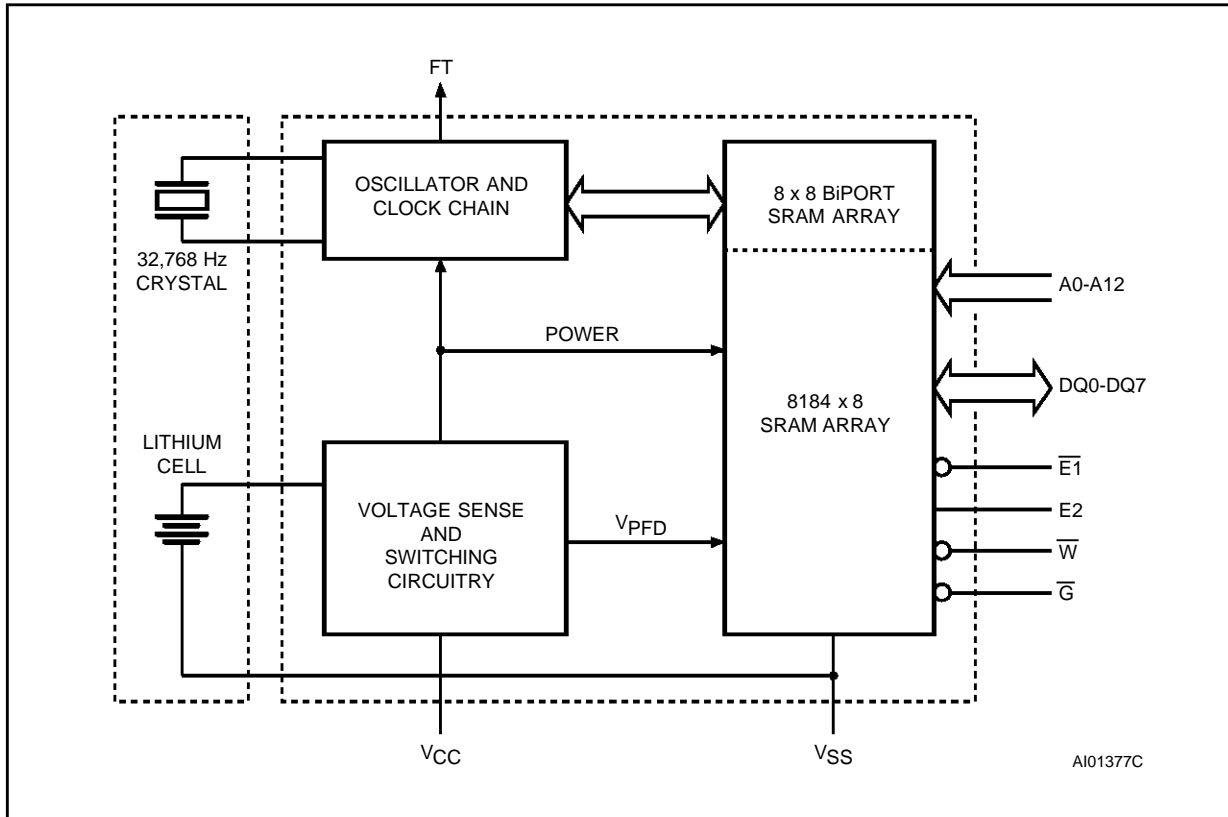 FT
OSCILLATOR AND
CLOCK CHAIN
8 x 8 BiPORT
SRAM ARRAY
32,768 Hz
CRYSTAL
A0-A12
POWER
8184 x 8
SRAM ARRAY
DQ0-DQ7
LITHIUM
CELL
VOLTAGE SENSE
AND
SWITCHING
CIRCUITRY
VPFD
E1
E2
W
G
VCC
VSS
AI01377C